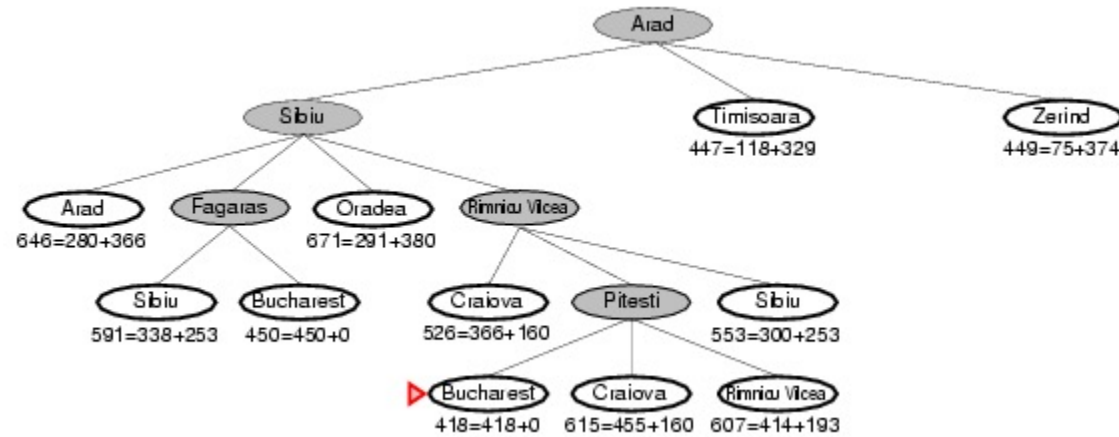 Arad
Sibiu
Timisoara
Zerind
447=118+329
449=75+374
Arad
Fagaras
Oradea
Rimnicu Vilcea
646=280+366
671=291+380
Sibiu
Bucharest
Craiova
Pitesti
Sibiu
591=338+253
450=450+0
526=366+160
553=300+253
Bucharest
Craiova
Rimnicu Vilcea
418=418+0
615=455+160
607=414+193